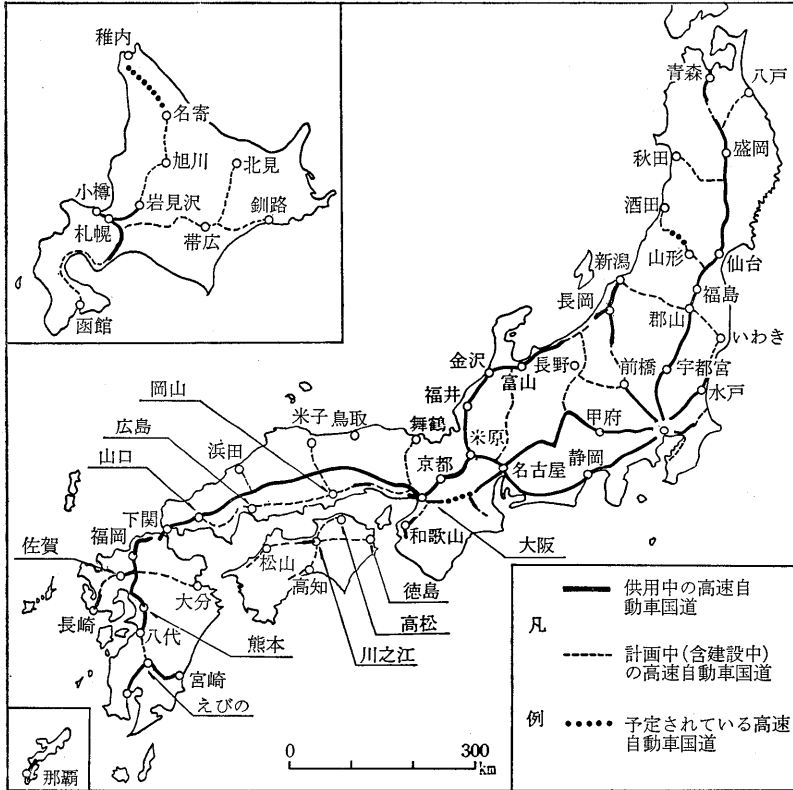 稚内
名寄
旭川
北見
小樽
岩見沢
釧路
札幌
帯広
函館
青森
八戸
盛岡
秋田
酒田
山形
仙台
新潟
福島
長岡
郡山
いわき
金沢
富山
長野
前橋
宇都宮
水戸
福井
甲府
岡山
米子
鳥取
舞鶴
米原
広島
浜田
京都
名古屋
静岡
山口
下関
福岡
佐賀
和歌山
大阪
松山
高知
徳島
大分
高松
長崎
八代
熊本
川之江
宮崎
えびの
那覇
0
300
km
凡
例
供用中の高速自
動車国道
計画中(含建設中)
の高速自動車国道
予定されている高速
自動車国道